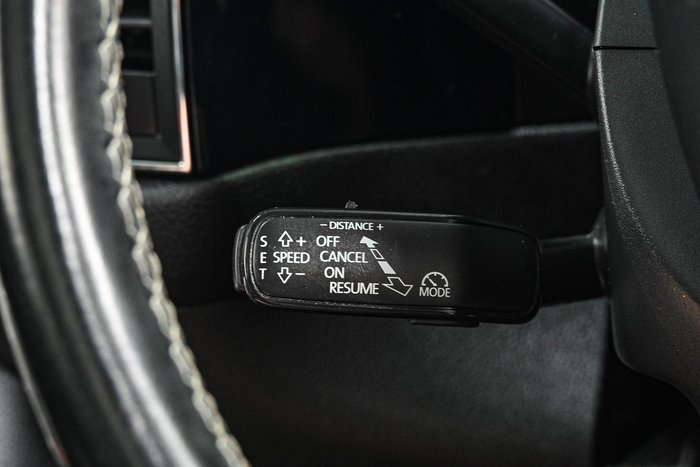 − DISTANCE +
S + OFF
E SPEED CANCEL
T − ON
RESUME
MODE